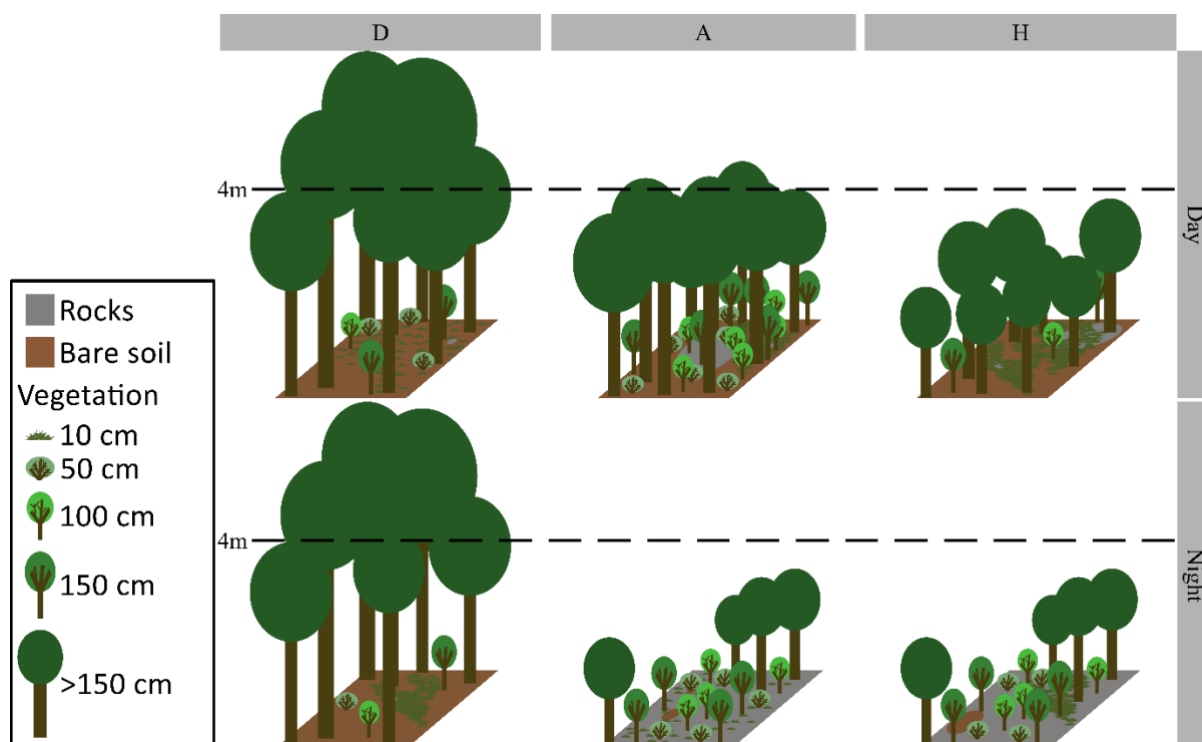 D
A
H
4m
Day
Rocks
Bare soil
Vegetation
10 cm
50 cm
100 cm
150 cm
>150 cm
4m
Night